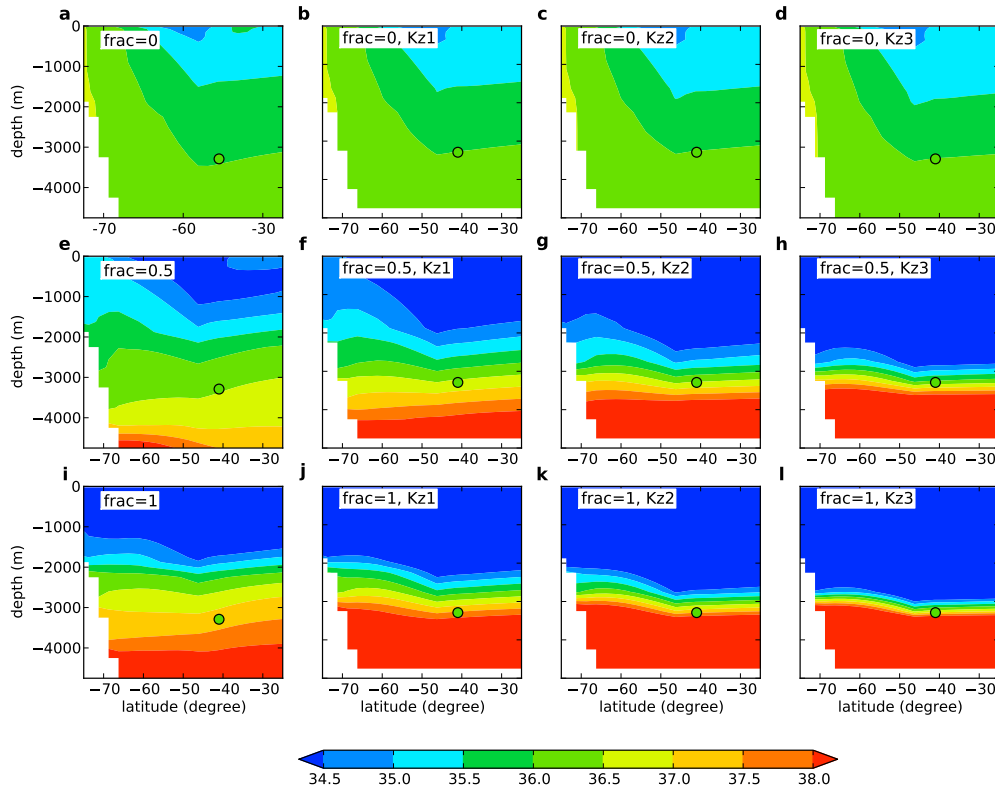 a b c d
0 frac=0 frac=0, Kz1 frac=0, Kz2 frac=0, Kz3
−1000
−2000
−3000
−4000
depth (m)
-70 -60 -30 −70 −60 −50 −40 −30 −70 −60 −50 −40 −30 -70 -60 -50 -40 -30
e f g h
0 frac=0.5 frac=0.5, Kz1 frac=0.5, Kz2 frac=0.5, Kz3
−1000
−2000
−3000
−4000
depth (m)
−70 −60 −50 −40 −30 −70 −60 −50 −40 −30 −70 −60 −50 −40 −30 −70 −60 −50 −40 −30
i j k l
0 frac=1 frac=1, Kz1 frac=1, Kz2 frac=1, Kz3
−1000
−2000
−3000
−4000
depth (m)
−70 −60 −50 −40 −30 −70 −60 −50 −40 −30 −70 −60 −50 −40 −30 −70 −60 −50 −40 −30
latitude (degree) latitude (degree) latitude (degree) latitude (degree)
34.5 35.0 35.5 36.0 36.5 37.0 37.5 38.0